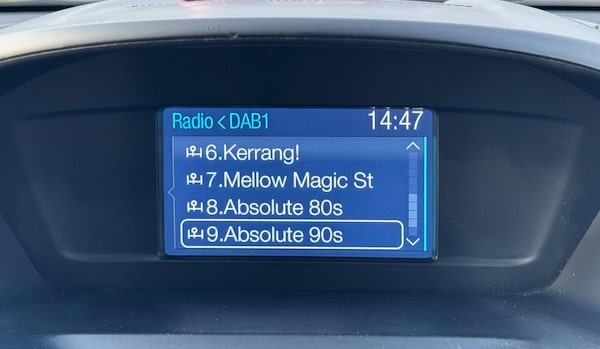 Radio < DAB1 14:47
6.Kerrang!
7.Mellow Magic St
8.Absolute 80s
9.Absolute 90s